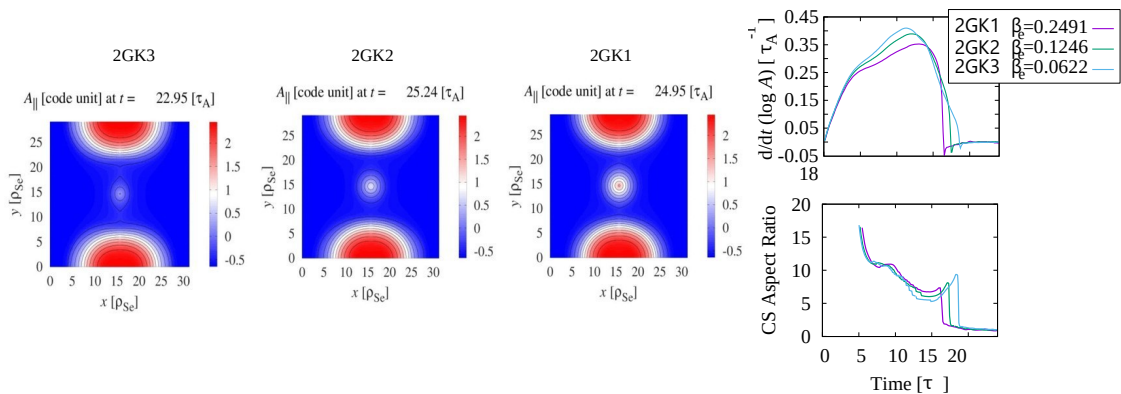 2GK3
A|| [code unit] at t = 22.95 [τA]
y [ρSe]
25
20
15
10
5
0
0 5 10 15 20 25 30
x [ρSe]
2
1.5
1
0.5
0
-0.5
2GK2
A|| [code unit] at t = 25.24 [τA]
y [ρSe]
25
20
15
10
5
0
0 5 10 15 20 25 30
x [ρSe]
2
1.5
1
0.5
0
-0.5
2GK1
A|| [code unit] at t = 24.95 [τA]
y [ρSe]
25
20
15
10
5
0
0 5 10 15 20 25 30
x [ρSe]
2
1.5
1
0.5
0
-0.5
d/dt (log A) [ τA-1 ]
0.45
0.35
0.25
0.15
0.05
-0.05
18
2GK1 βe=0.2491
2GK2 βe=0.1246
2GK3 βe=0.0622
CS Aspect Ratio
20
15
10
5
0
0 5 10 15 20
Time [τ ]